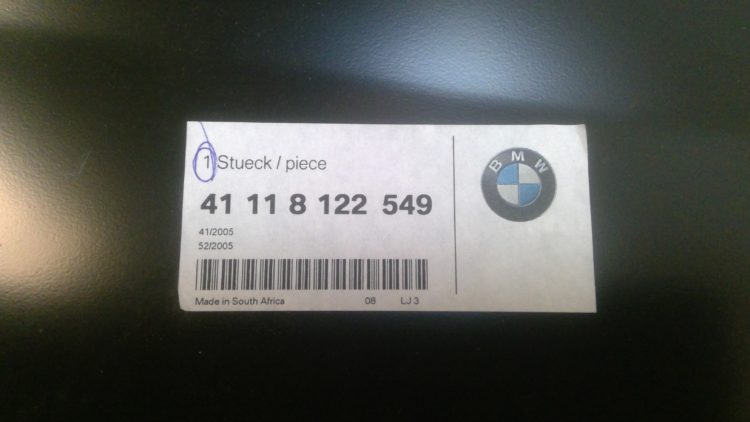 1 Stueck / piece
BMW
41 11 8 122 549
41/2005
52/2005
Made in South Africa 08 LJ 3